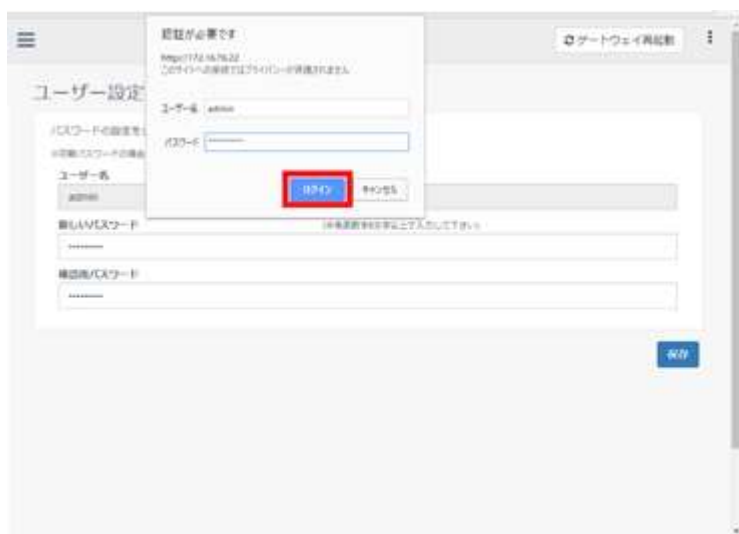 認証が必要です
このサイトへの接続ではプライバシーが保護されません
ユーザー名 admin
パスワード ••••••••
ログイン キャンセル
ゲートウェイ再起動
ユーザー設定
パスワードの設定を
ユーザー名
admin
新しいパスワード
•••••••••
確認用パスワード
•••••••••
保存